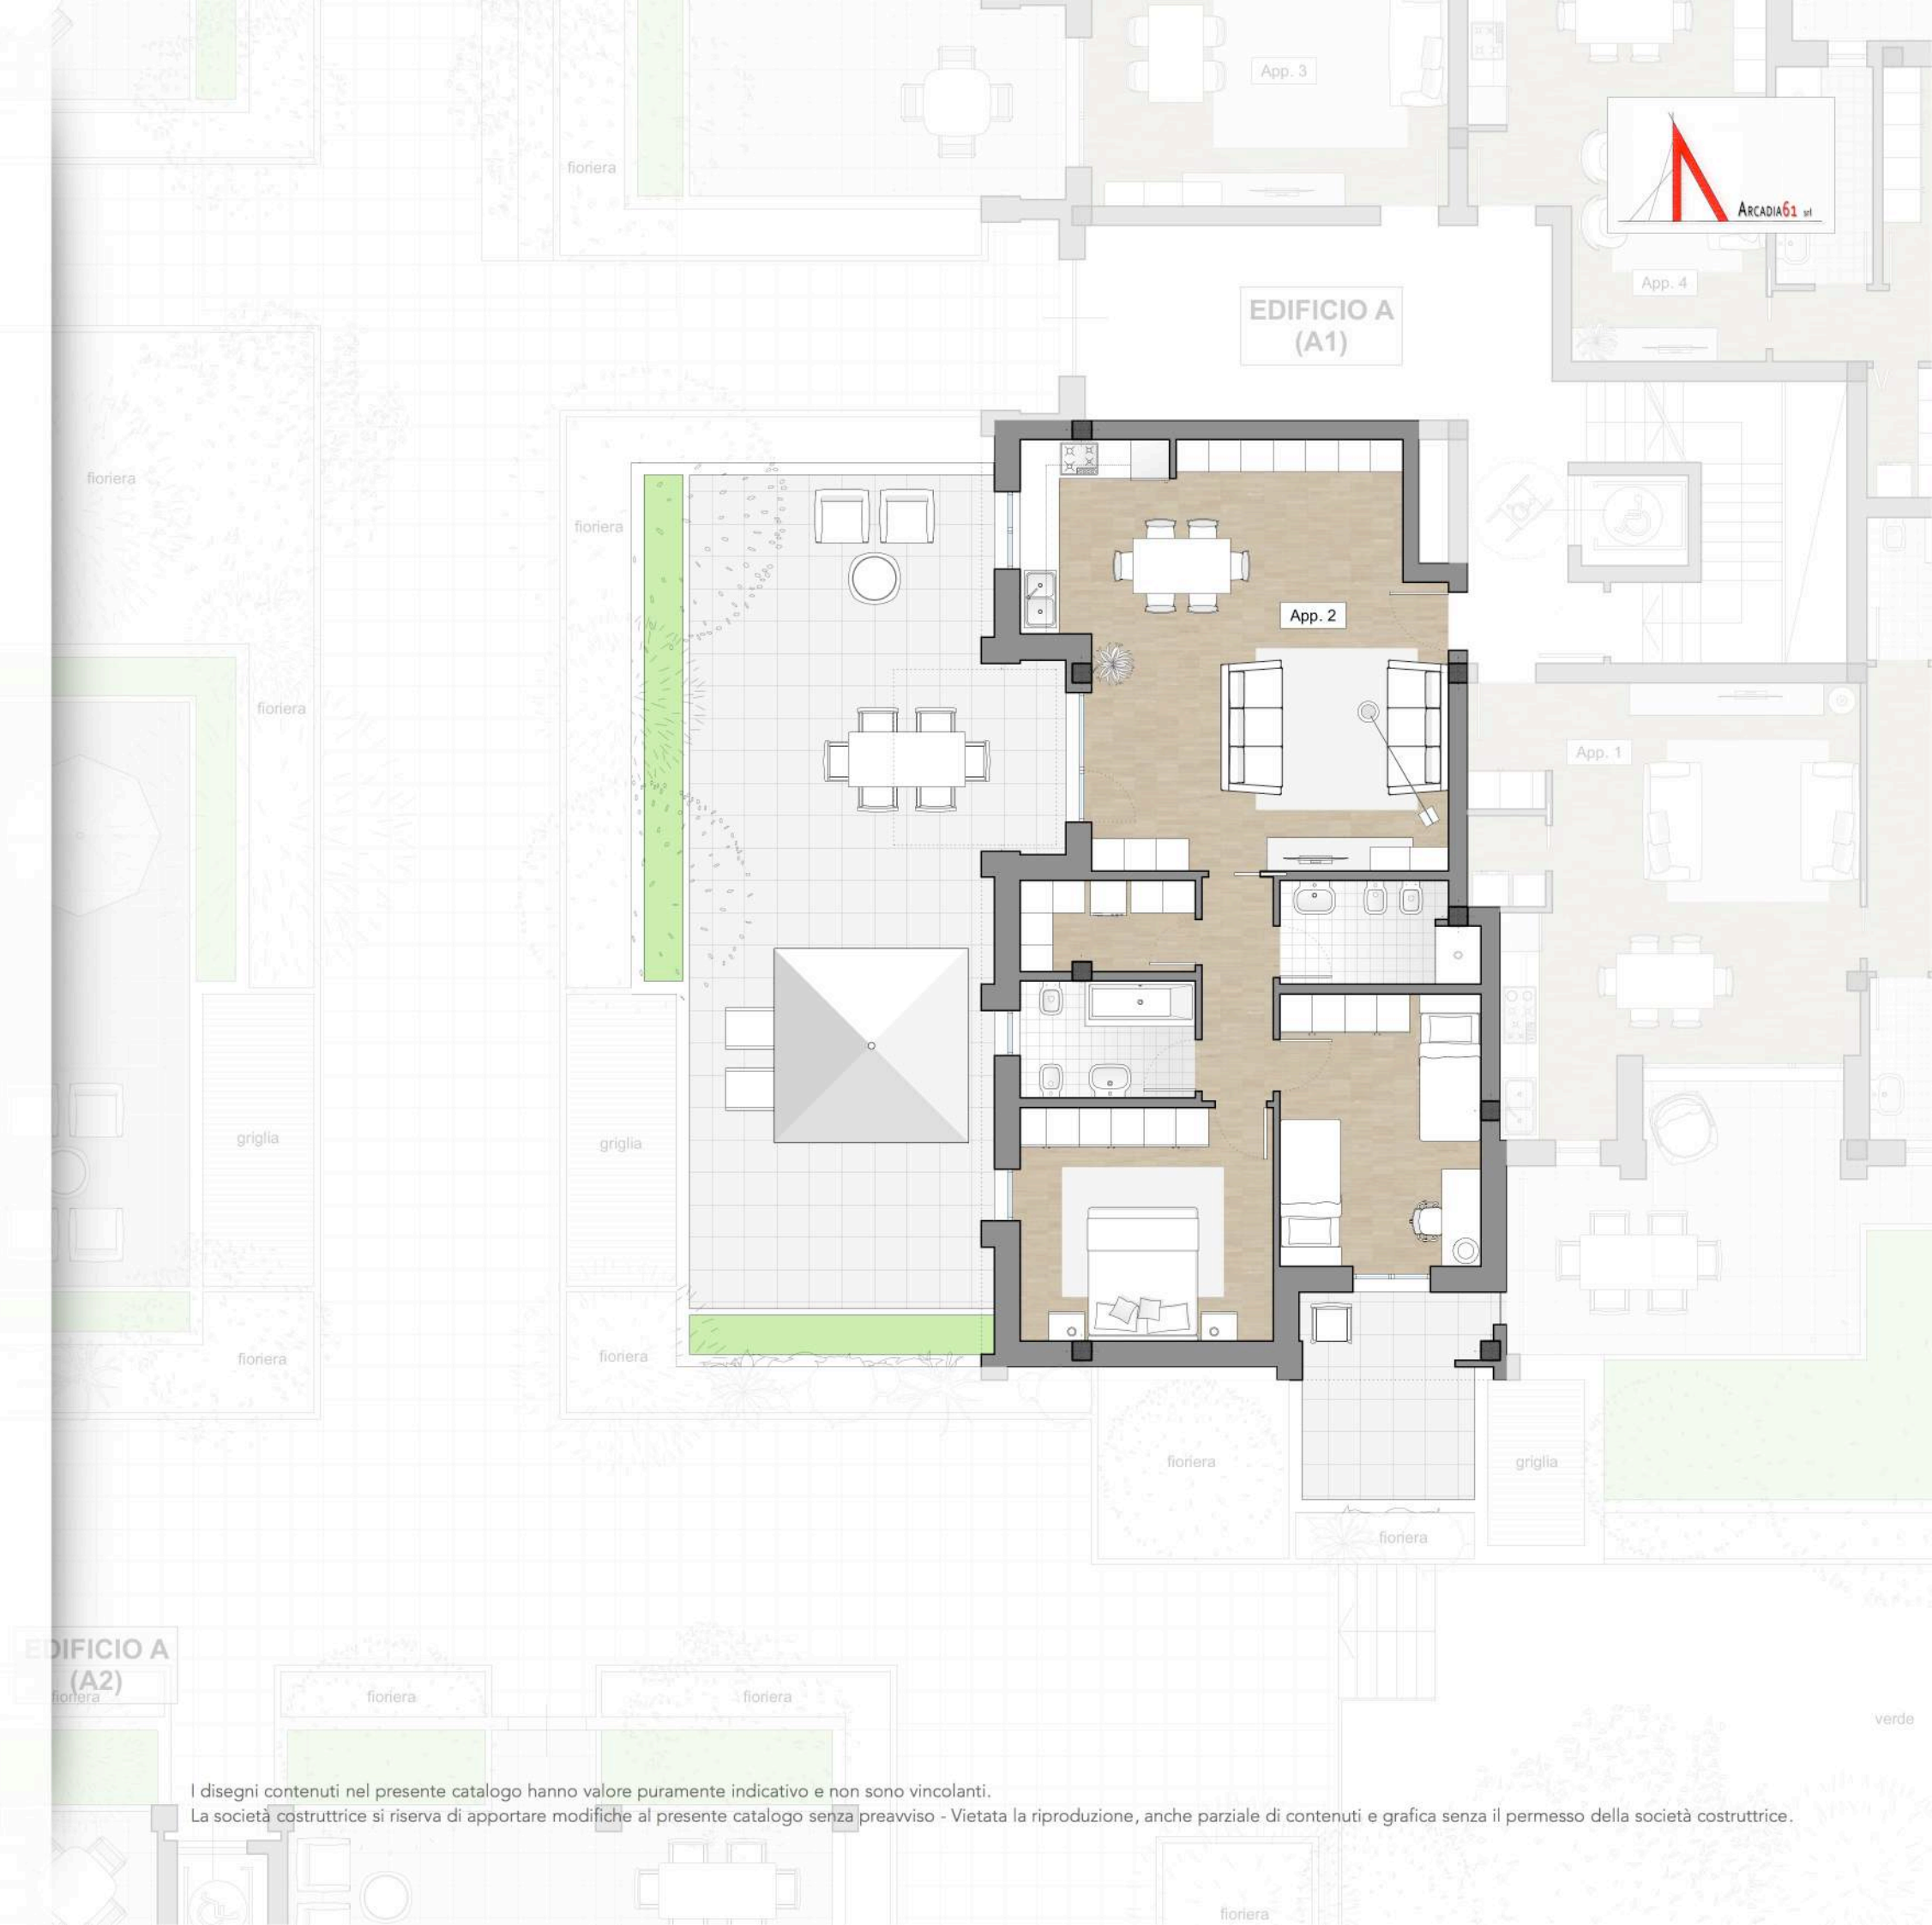 App. 3
fioriera
ARCADIA61 srl
App. 4
EDIFICIO A
(A1)
fioriera
fioriera
App. 2
fioriera
App. 1
griglia
griglia
fioriera
fioriera
fioriera
griglia
fioriera
EDIFICIO A
(A2)
fioriera
fioriera
fioriera
verde
I disegni contenuti nel presente catalogo hanno valore puramente indicativo e non sono vincolanti.
La società costruttrice si riserva di apportare modifiche al presente catalogo senza preavviso - Vietata la riproduzione, anche parziale di contenuti e grafica senza il permesso della società costruttrice.
fioriera